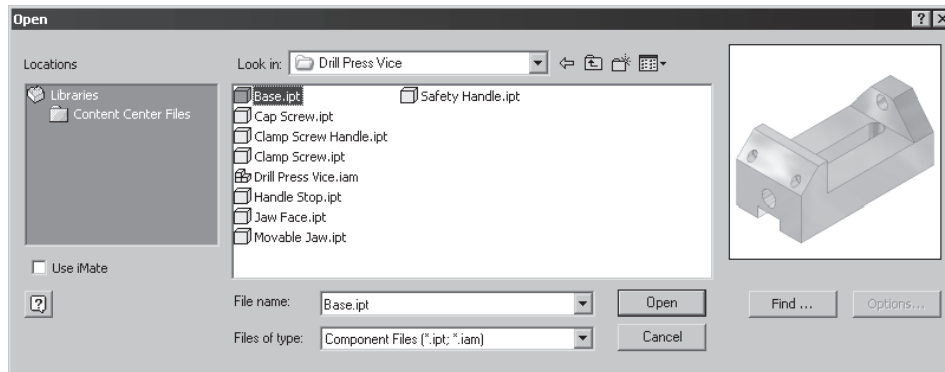 Open
Locations
Libraries
Content Center Files
Use iMate
Look in: Drill Press Vice
Base.ipt
Cap Screw.ipt
Clamp Screw Handle.ipt
Clamp Screw.ipt
Drill Press Vice.iam
Handle Stop.ipt
Jaw Face.ipt
Movable Jaw.ipt
Safety Handle.ipt
File name: Base.ipt
Files of type: Component Files (*.ipt; *.iam)
Open
Cancel
Find ...
Options...